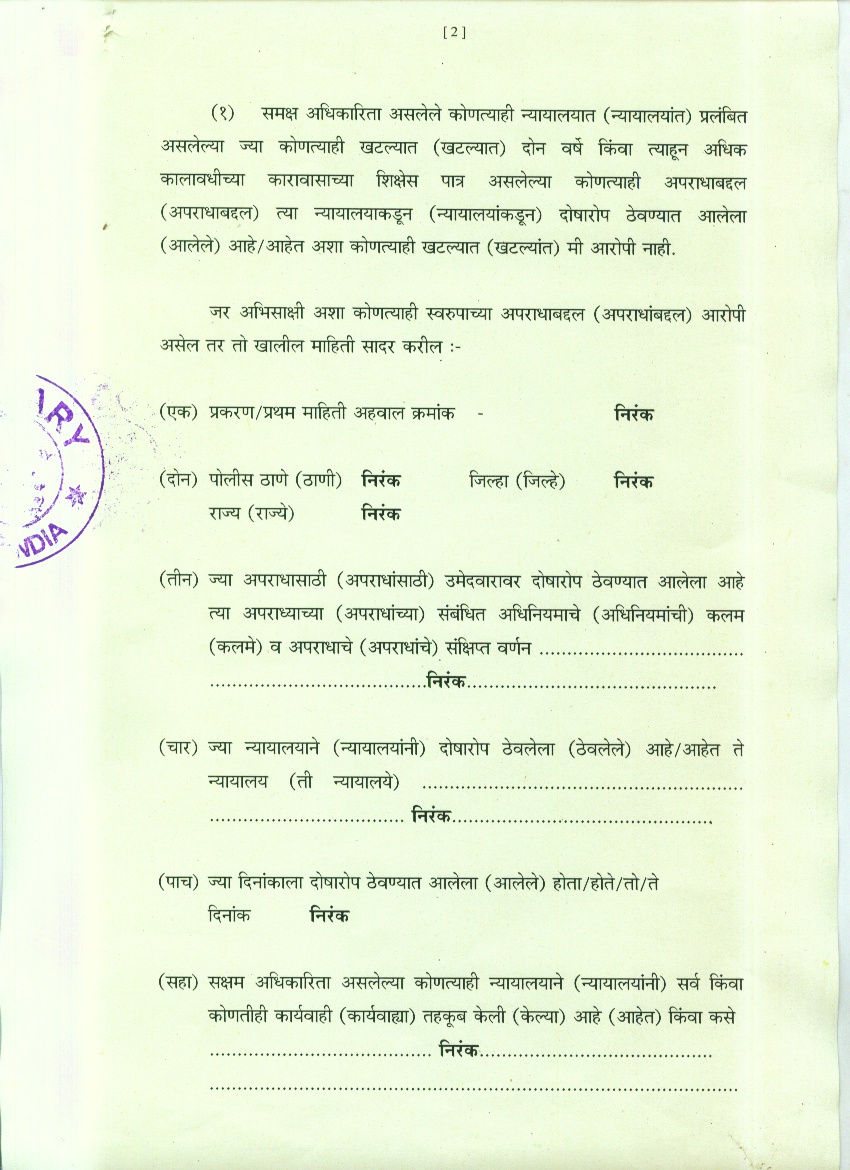 [2]
(१) समक्ष अधिकारिता असलेले कोणत्याही न्यायालयात (न्यायालयांत) प्रलंबित
असलेल्या ज्या कोणत्याही खटल्यात (खटल्यात) दोन वर्षे किंवा त्याहून अधिक
कालावधीच्या कारावासाच्या शिक्षेस पात्र असलेल्या कोणत्याही अपराधाबद्दल
(अपराधाबद्दल) त्या न्यायालयाकडून (न्यायालयांकडून) दोषारोप ठेवण्यात आलेला
(आलेले) आहे/आहेत अशा कोणत्याही खटल्यात (खटल्यांत) मी आरोपी नाही.
जर अभिसाक्षी अशा कोणत्याही स्वरुपाच्या अपराधाबद्दल (अपराधांबद्दल) आरोपी
असेल तर तो खालील माहिती सादर करील :-
(एक) प्रकरण/प्रथम माहिती अहवाल क्रमांक - निरंक
(दोन) पोलीस ठाणे (ठाणी) निरंक जिल्हा (जिल्हे) निरंक
राज्य (राज्ये) निरंक
(तीन) ज्या अपराधासाठी (अपराधांसाठी) उमेदवारावर दोषारोप ठेवण्यात आलेला आहे
त्या अपराध्याच्या (अपराधांच्या) संबंधित अधिनियमाचे (अधिनियमांची) कलम
(कलमे) व अपराधाचे (अपराधांचे) संक्षिप्त वर्णन .....................................
.......................................निरंक.............................................
(चार) ज्या न्यायालयाने (न्यायालयांनी) दोषारोप ठेवलेला (ठेवलेले) आहे/आहेत ते
न्यायालय (ती न्यायालये) ..........................................................
................................... निरंक...............................................
(पाच) ज्या दिनांकाला दोषारोप ठेवण्यात आलेला (आलेले) होता/होते/तो/ते
दिनांक निरंक
(सहा) सक्षम अधिकारिता असलेल्या कोणत्याही न्यायालयाने (न्यायालयांनी) सर्व किंवा
कोणतीही कार्यवाही (कार्यवाह्या) तहकूब केली (केल्या) आहे (आहेत) किंवा कसे
........................................ निरंक..........................................
...............................................................................................
ARY
★
INDIA